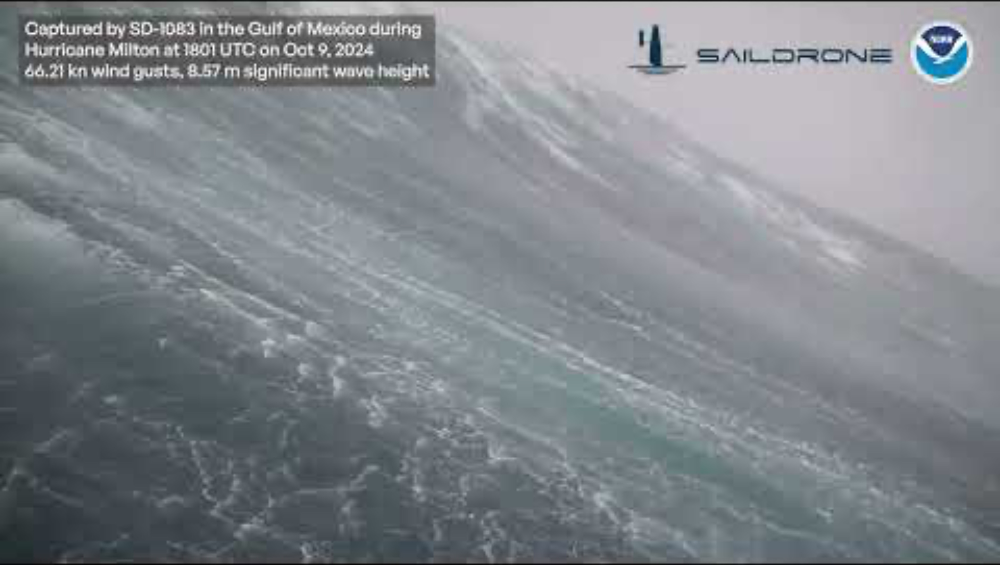 Captured by SD-1083 in the Gulf of Mexico during
Hurricane Milton at 1801 UTC on Oct 9, 2024
66.21 kn wind gusts, 8.57 m significant wave height
SAILDRONE
NOAA